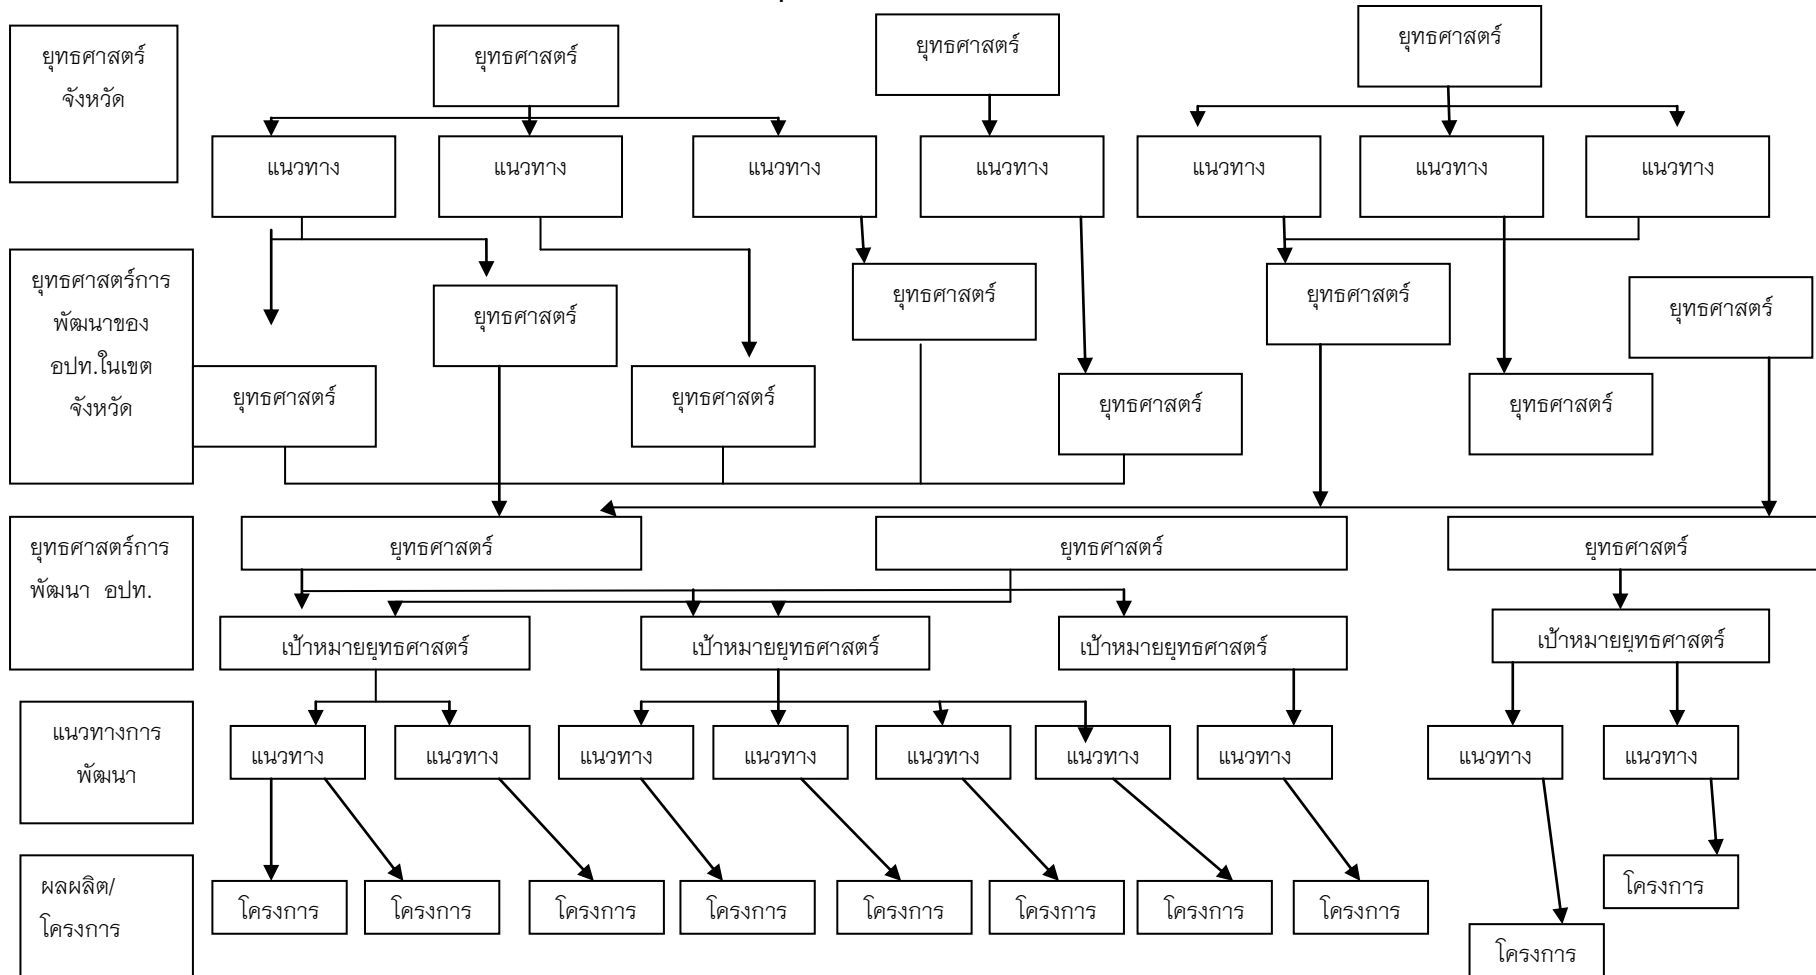 ยุทธศาสตร์
จังหวัด
ยุทธศาสตร์
ยุทธศาสตร์
ยุทธศาสตร์
แนวทาง
แนวทาง
แนวทาง
แนวทาง
แนวทาง
แนวทาง
แนวทาง
ยุทธศาสตร์การ
พัฒนาของ
อปท.ในเขต
จังหวัด
ยุทธศาสตร์
ยุทธศาสตร์
ยุทธศาสตร์
ยุทธศาสตร์
ยุทธศาสตร์
ยุทธศาสตร์
ยุทธศาสตร์
ยุทธศาสตร์
ยุทธศาสตร์การ
พัฒนา อปท.
ยุทธศาสตร์
ยุทธศาสตร์
ยุทธศาสตร์
เป้าหมายยุทธศาสตร์
เป้าหมายยุทธศาสตร์
เป้าหมายยุทธศาสตร์
เป้าหมายยุทธศาสตร์
แนวทางการ
พัฒนา
แนวทาง
แนวทาง
แนวทาง
แนวทาง
แนวทาง
แนวทาง
แนวทาง
แนวทาง
แนวทาง
ผลผลิต/
โครงการ
โครงการ
โครงการ
โครงการ
โครงการ
โครงการ
โครงการ
โครงการ
โครงการ
โครงการ
โครงการ